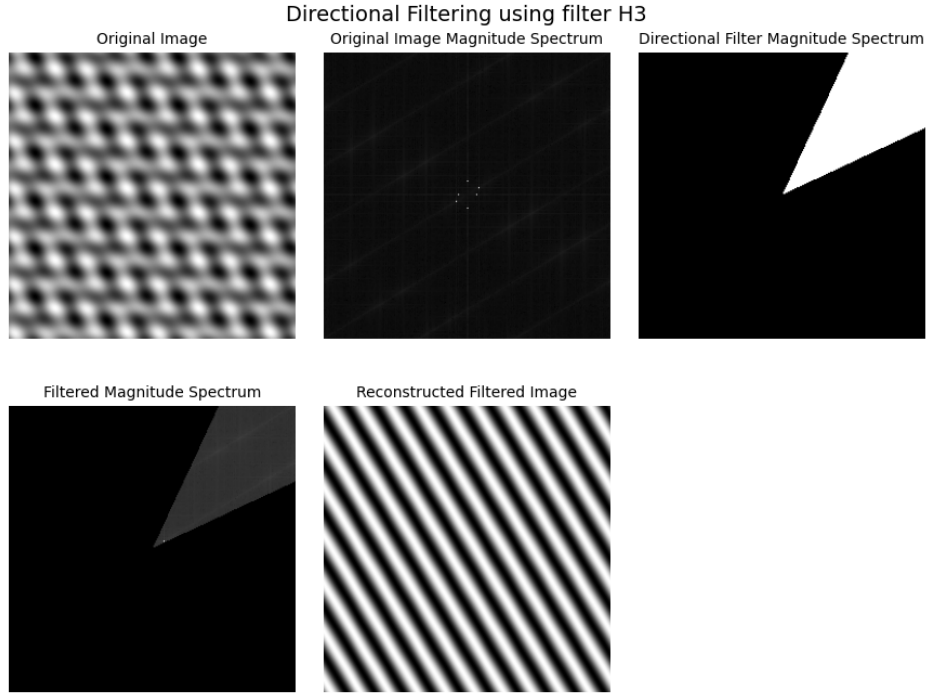 Directional Filtering using filter H3
Original Image
Original Image Magnitude Spectrum
Directional Filter Magnitude Spectrum
Filtered Magnitude Spectrum
Reconstructed Filtered Image